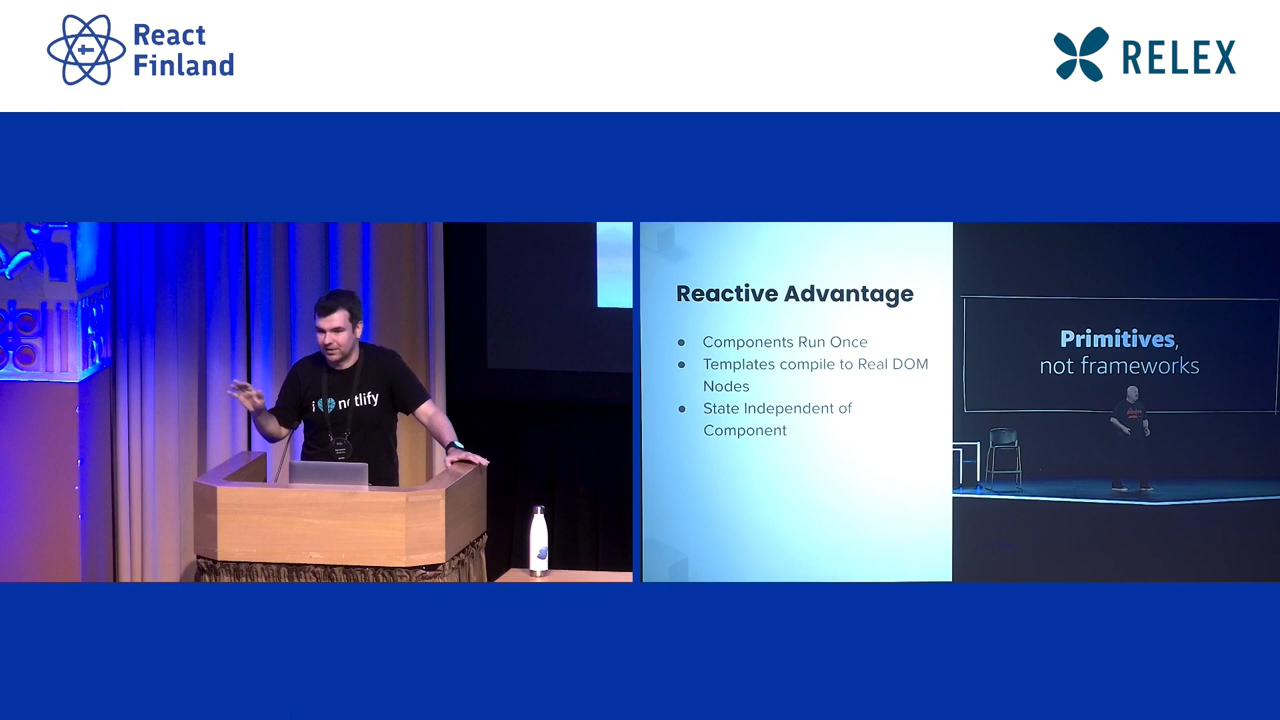 React
Finland
RELEX
i netlify
Reactive Advantage
● Components Run Once
● Templates compile to Real DOM
Nodes
● State Independent of
Component
Primitives,
not frameworks